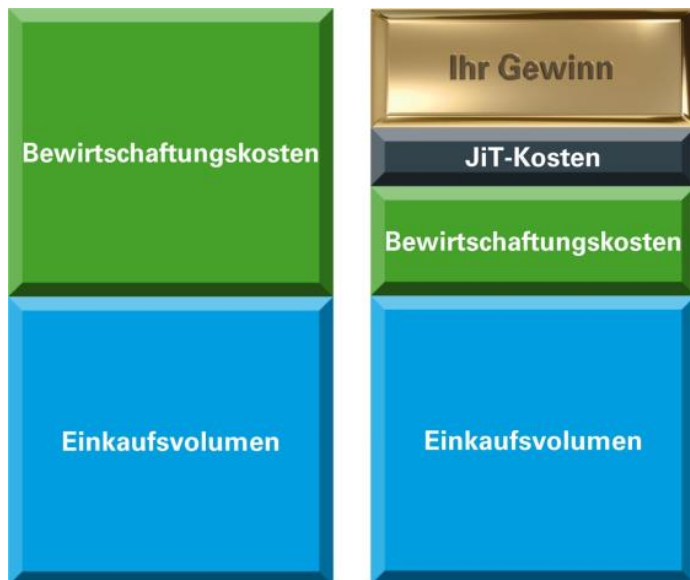 Bewirtschaftungskosten
Einkaufsvolumen
Ihr Gewinn
JiT-Kosten
Bewirtschaftungskosten
Einkaufsvolumen